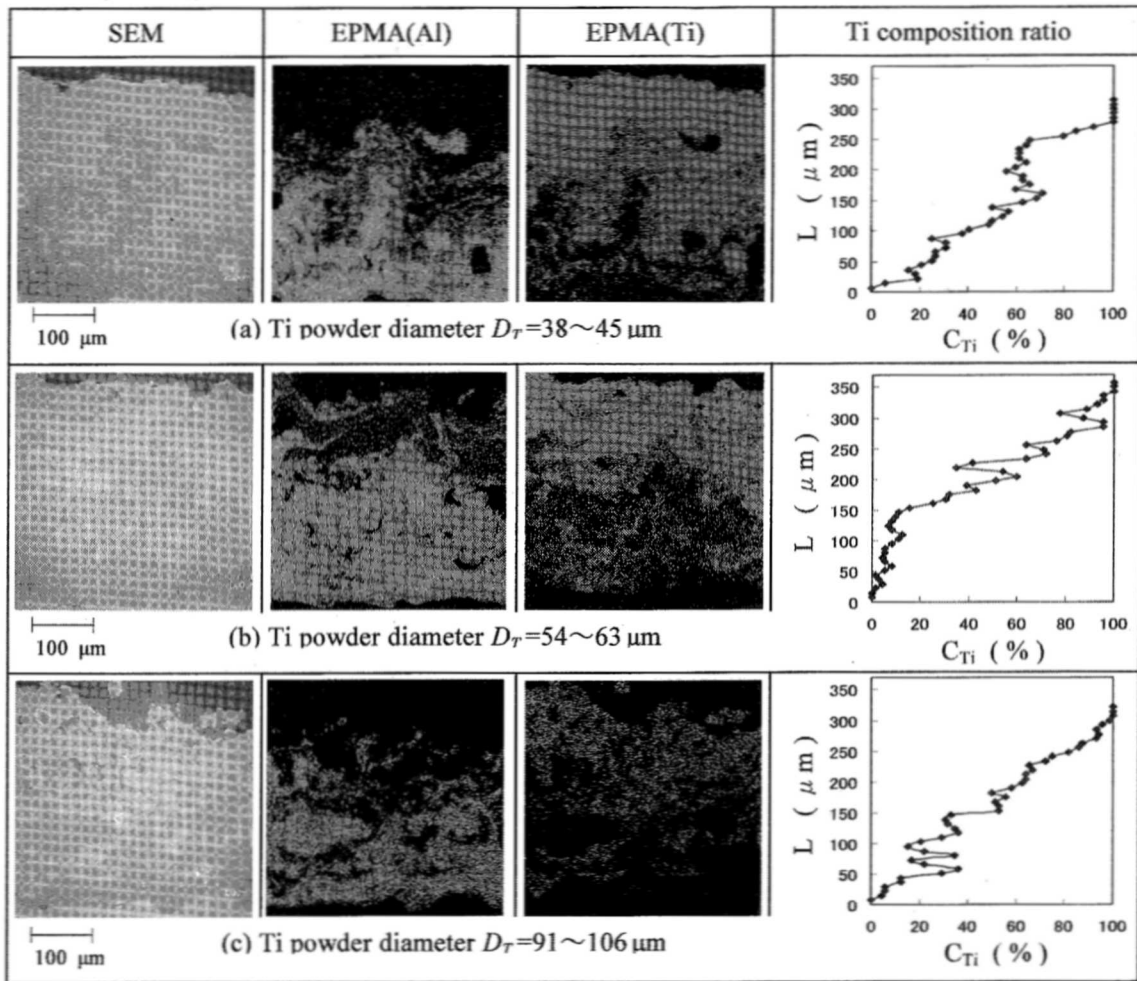 SEM EPMA(Al) EPMA(Ti) Ti composition ratio
350
300
250
200
150
100
50
0
L ( μm )
0 20 40 60 80 100
C_Ti ( % )
100 μm
(a) Ti powder diameter D_T=38～45 μm
350
300
250
200
150
100
50
0
L ( μm )
0 20 40 60 80 100
C_Ti ( % )
100 μm
(b) Ti powder diameter D_T=54～63 μm
350
300
250
200
150
100
50
0
L ( μm )
0 20 40 60 80 100
C_Ti ( % )
100 μm
(c) Ti powder diameter D_T=91～106 μm